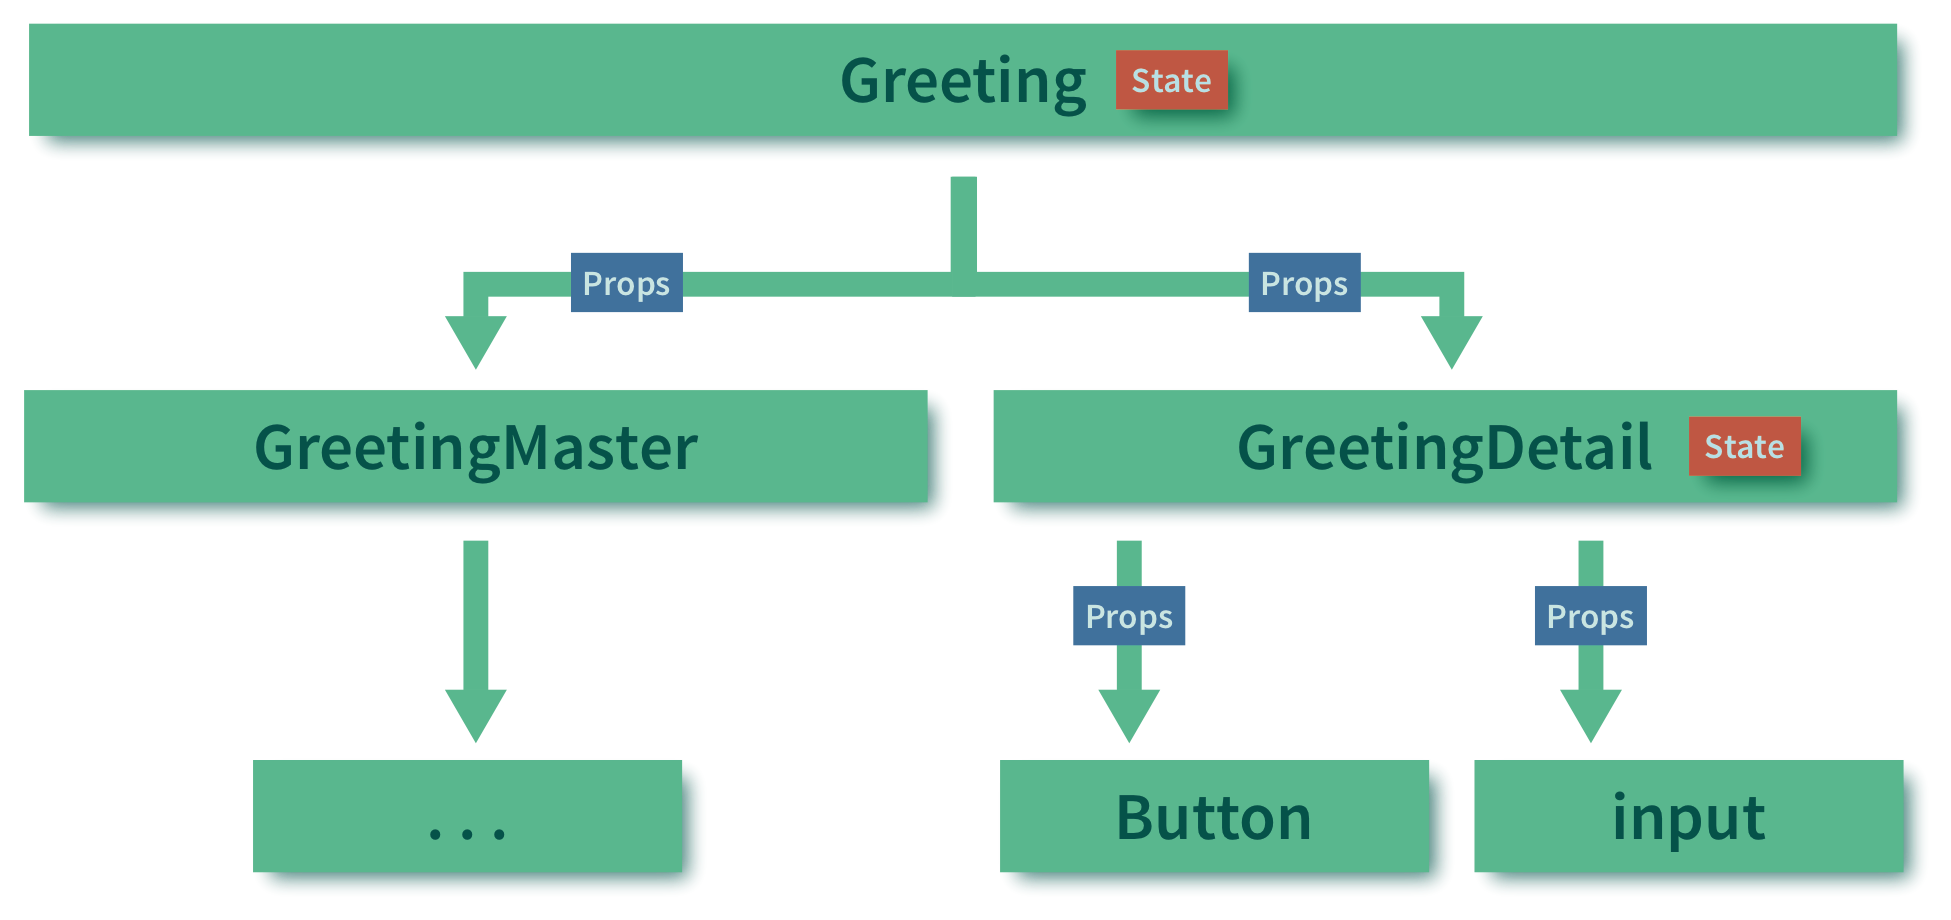 Greeting State
Props Props
GreetingMaster
GreetingDetail State
Props Props
...
Button
input